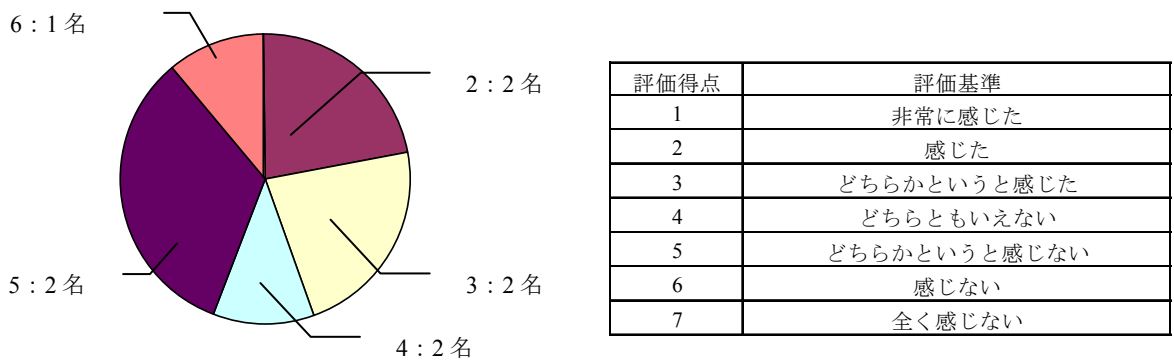 6：1名
2：2名
3：2名
4：2名
5：2名
評価得点 評価基準
1 非常に感じた
2 感じた
3 どちらかというと感じた
4 どちらともいえない
5 どちらかというと感じない
6 感じない
7 全く感じない